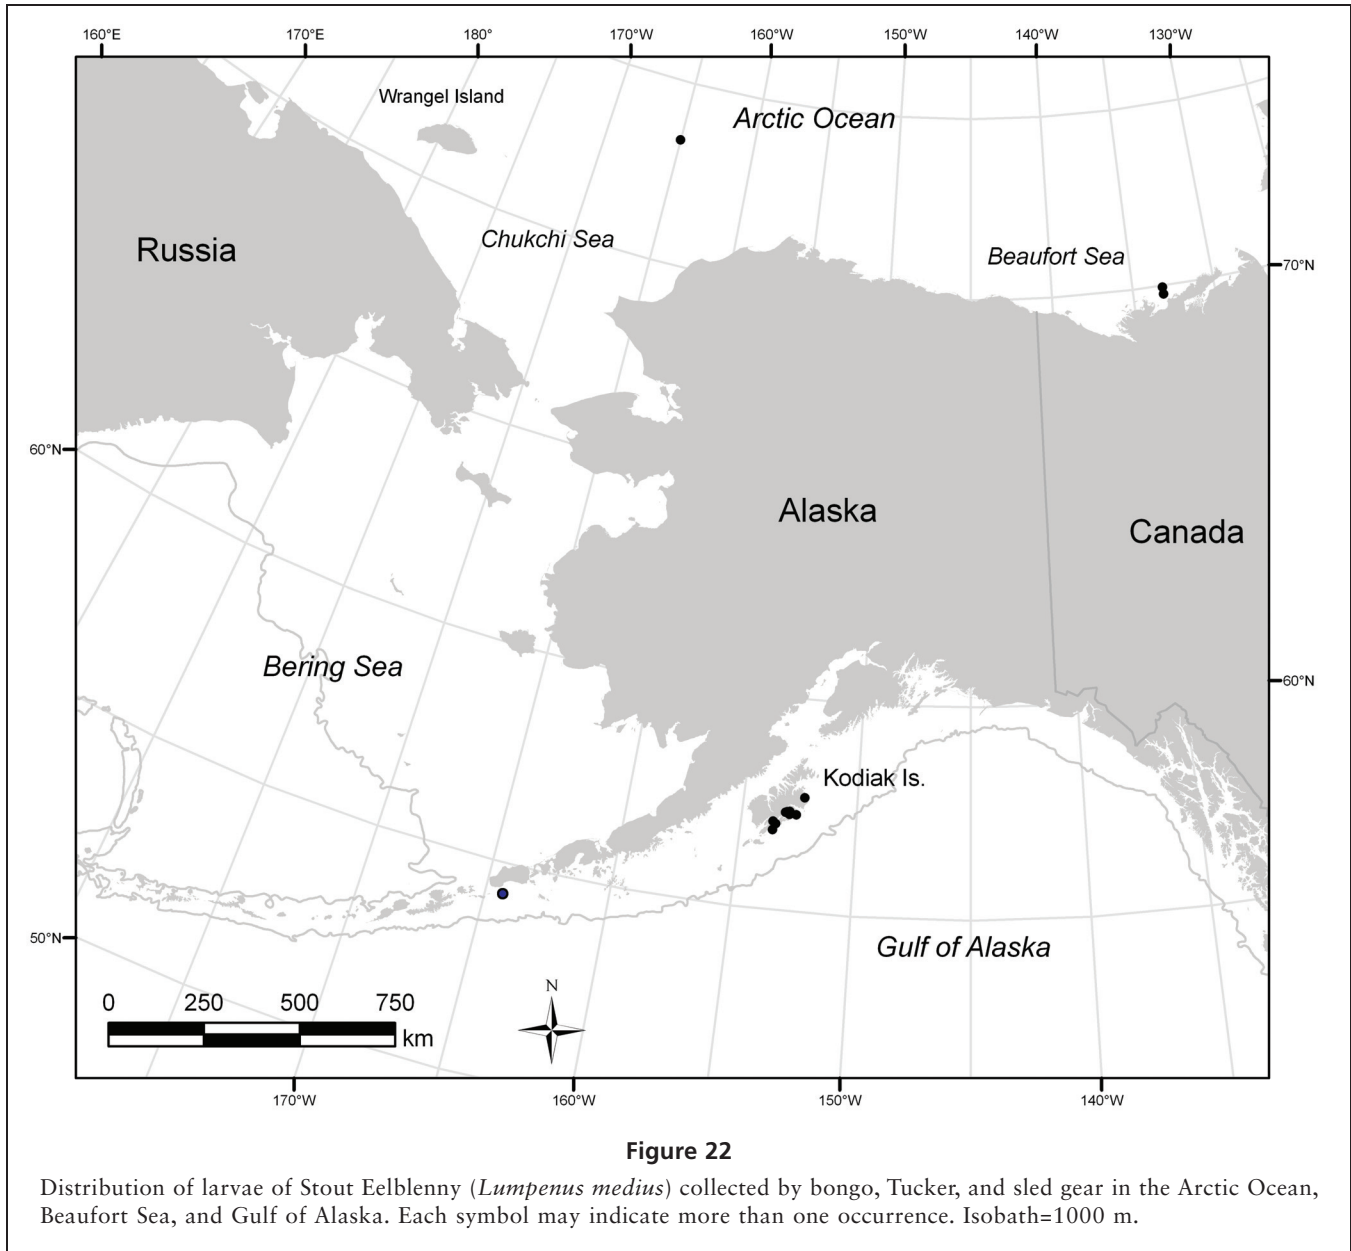 160°E 170°E 180° 170°W 160°W 150°W 140°W 130°W
Wrangel Island
Arctic Ocean
Russia
Chukchi Sea
Beaufort Sea
70°N
60°N
Alaska
Canada
Bering Sea
60°N
Kodiak Is.
50°N
Gulf of Alaska
N
0 250 500 750
km
170°W 160°W 150°W 140°W
Figure 22
Distribution of larvae of Stout Eelblenny (Lumpenus medius) collected by bongo, Tucker, and sled gear in the Arctic Ocean,
Beaufort Sea, and Gulf of Alaska. Each symbol may indicate more than one occurrence. Isobath=1000 m.